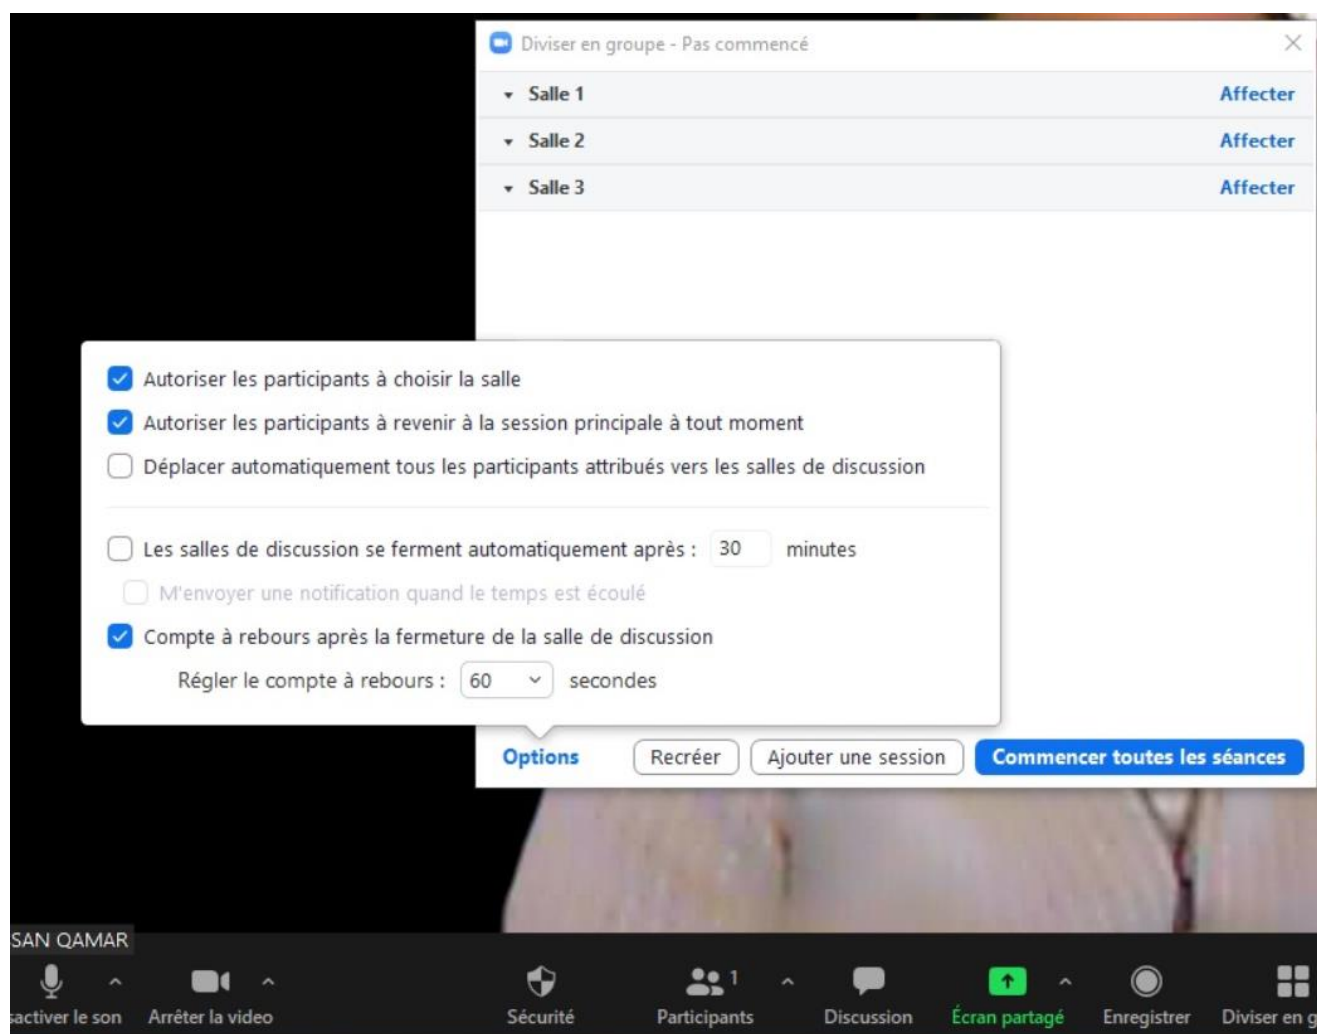 Diviser en groupe - Pas commencé
Salle 1 Affecter
Salle 2 Affecter
Salle 3 Affecter
Autoriser les participants à choisir la salle
Autoriser les participants à revenir à la session principale à tout moment
Déplacer automatiquement tous les participants attribués vers les salles de discussion
Les salles de discussion se ferment automatiquement après : 30 minutes
M'envoyer une notification quand le temps est écoulé
Compte à rebours après la fermeture de la salle de discussion
Régler le compte à rebours : 60 secondes
Options Recréer Ajouter une session Commencer toutes les séances
SAN QAMAR
1
sactiver le son Arrêter la video Sécurité Participants Discussion Écran partagé Enregistrer Diviser en g